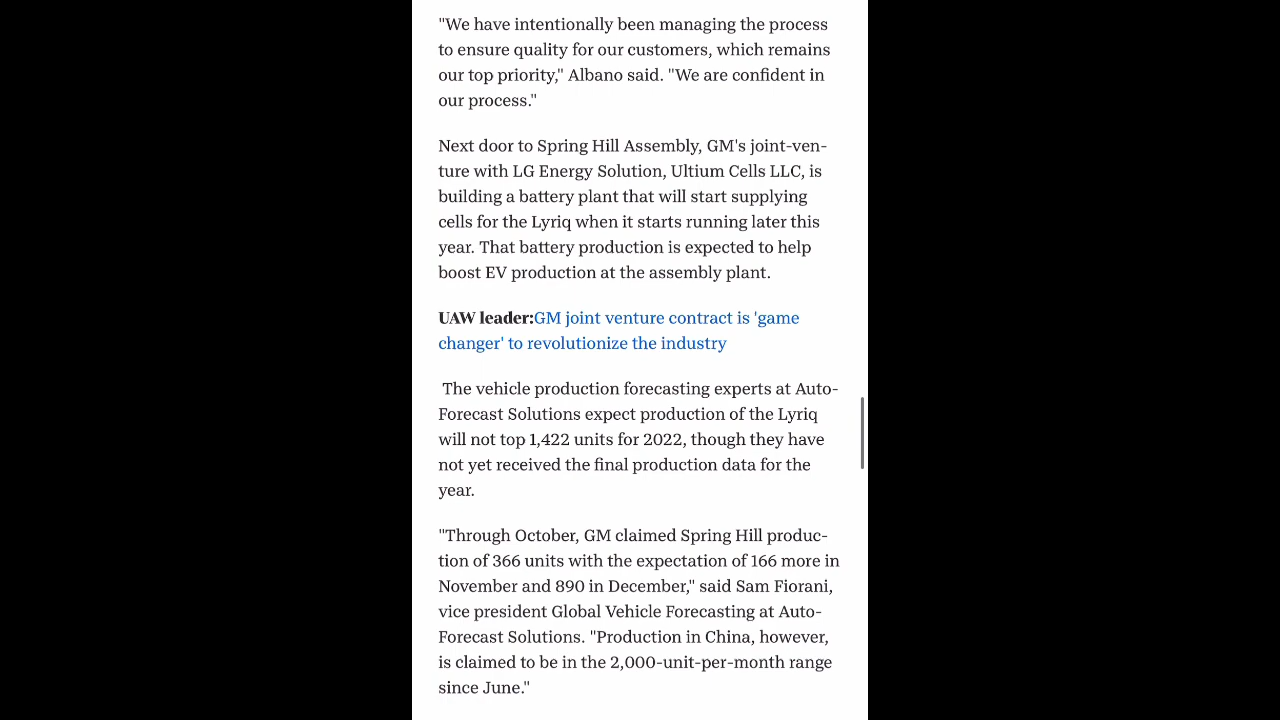 "We have intentionally been managing the process
to ensure quality for our customers, which remains
our top priority," Albano said. "We are confident in
our process."
Next door to Spring Hill Assembly, GM's joint-ven-
ture with LG Energy Solution, Ultium Cells LLC, is
building a battery plant that will start supplying
cells for the Lyriq when it starts running later this
year. That battery production is expected to help
boost EV production at the assembly plant.
UAW leader:GM joint venture contract is 'game
changer' to revolutionize the industry
The vehicle production forecasting experts at Auto-
Forecast Solutions expect production of the Lyriq
will not top 1,422 units for 2022, though they have
not yet received the final production data for the
year.
"Through October, GM claimed Spring Hill produc-
tion of 366 units with the expectation of 166 more in
November and 890 in December," said Sam Fiorani,
vice president Global Vehicle Forecasting at Auto-
Forecast Solutions. "Production in China, however,
is claimed to be in the 2,000-unit-per-month range
since June."